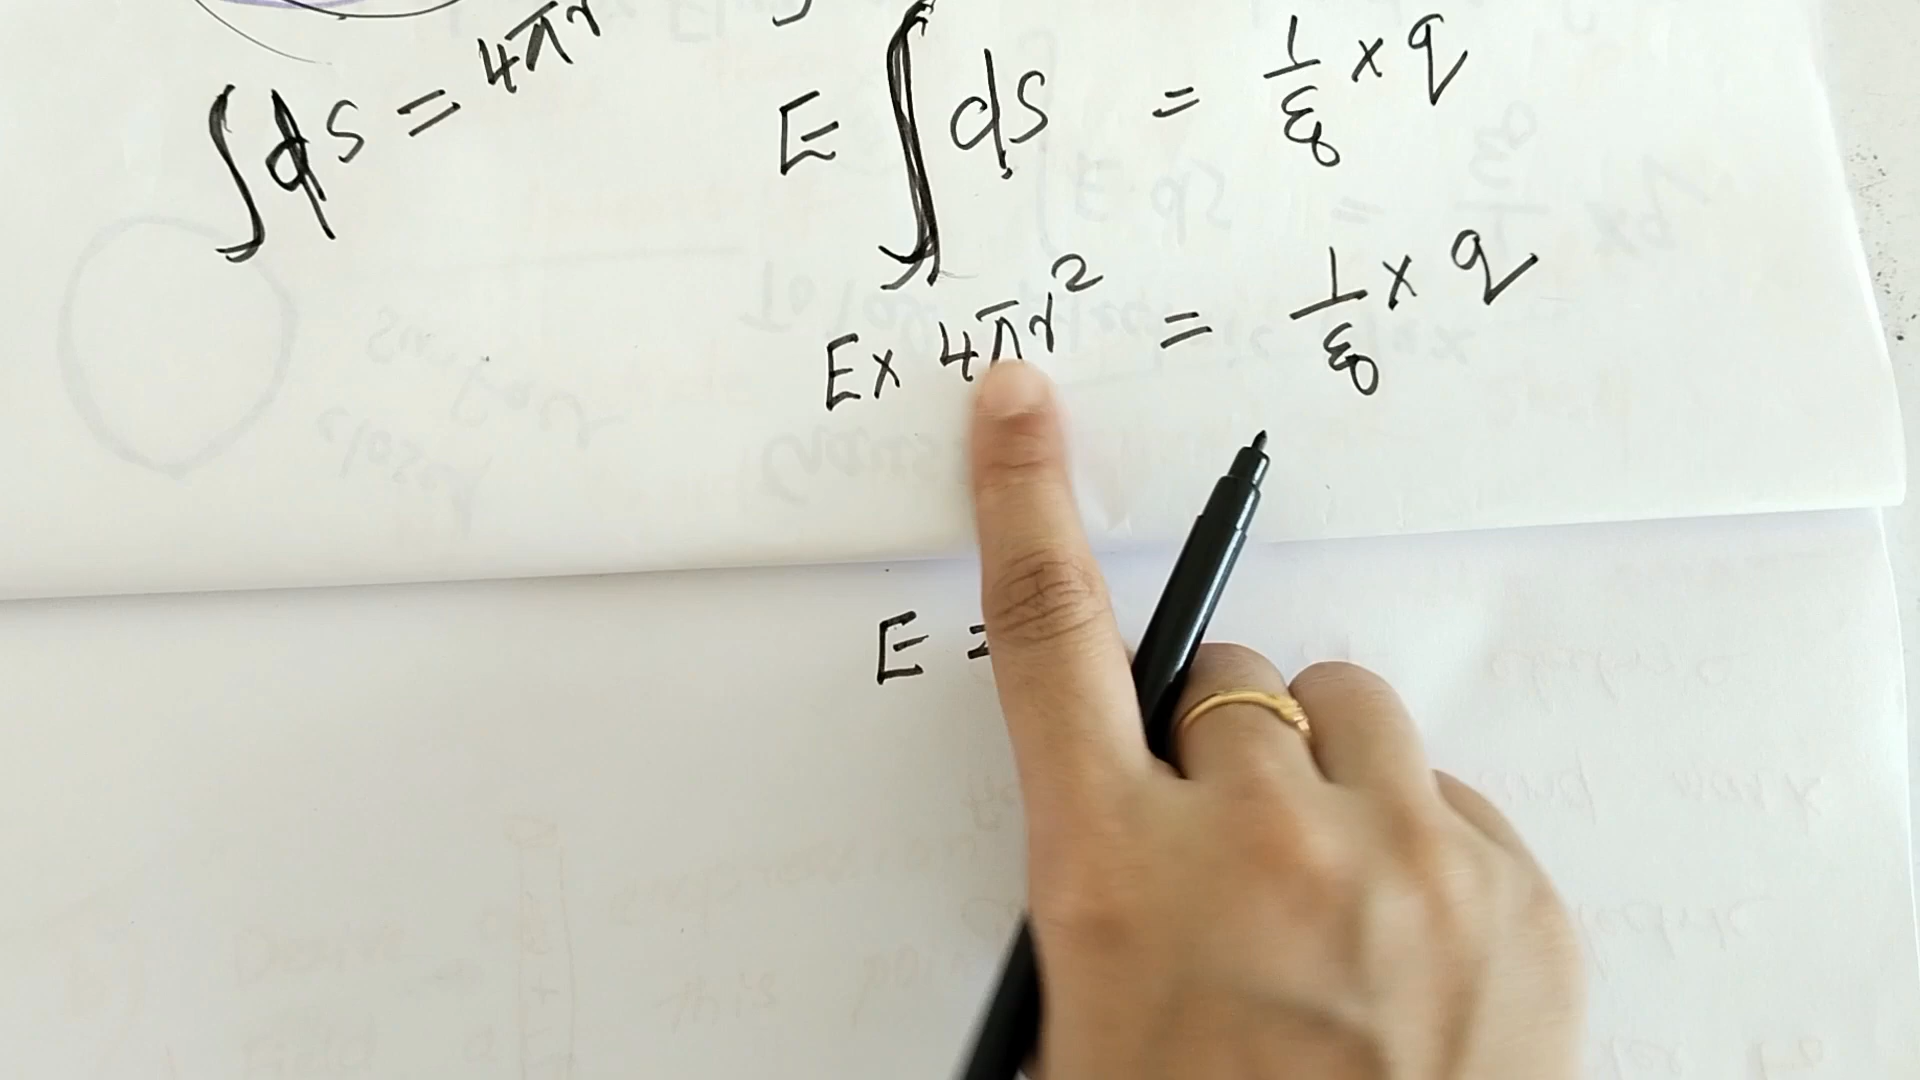 ∫ds = 4πr
E ∫ds = 1/ε0 × q
E × 4πr² = 1/ε0 × q
E =